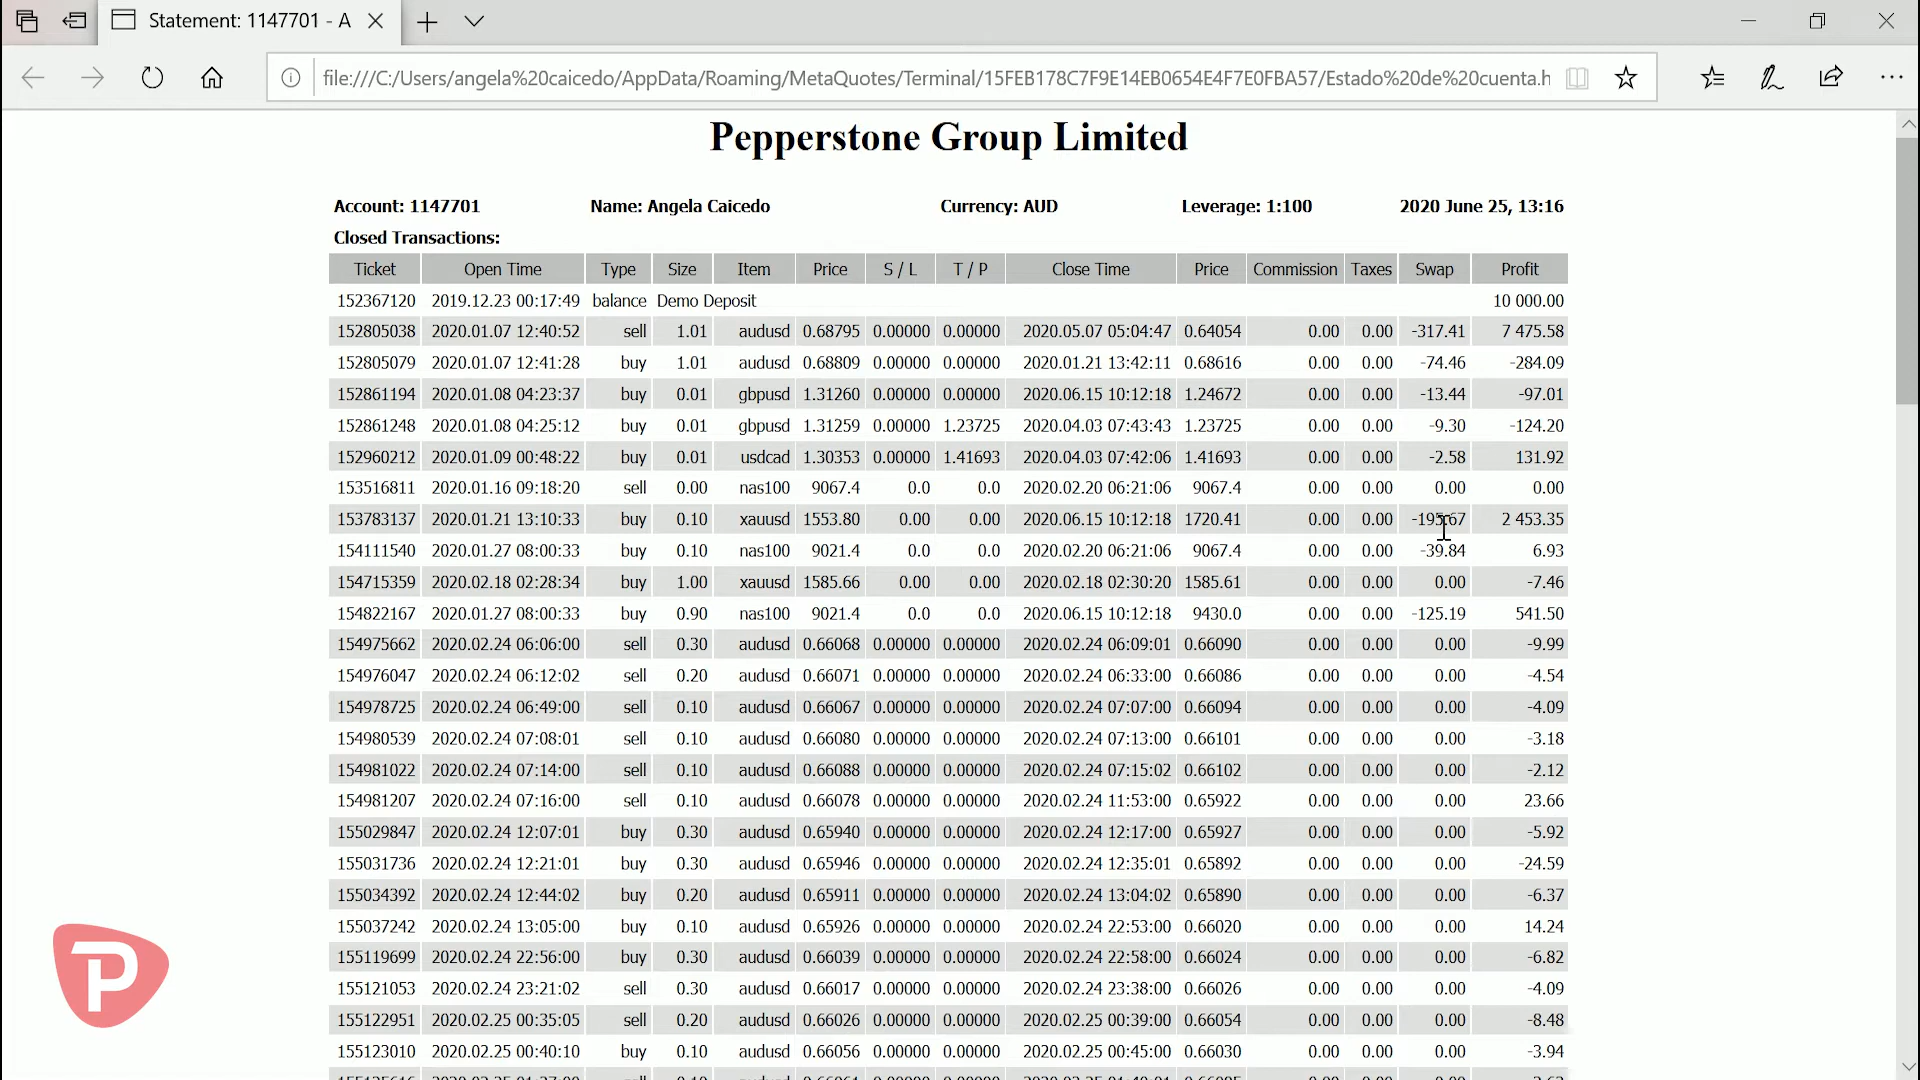 Statement: 1147701 - A
file:///C:/Users/angela%20caicedo/AppData/Roaming/MetaQuotes/Terminal/15FEB178C7F9E14EB0654E4F7E0FBA57/Estado%20de%20cuenta.h
Pepperstone Group Limited
Account: 1147701 Name: Angela Caicedo Currency: AUD Leverage: 1:100 2020 June 25, 13:16
Closed Transactions:
Ticket Open Time Type Size Item Price S / L T / P Close Time Price Commission Taxes Swap Profit
152367120 2019.12.23 00:17:49 balance Demo Deposit 10 000.00
152805038 2020.01.07 12:40:52 sell 1.01 audusd 0.68795 0.00000 0.00000 2020.05.07 05:04:47 0.64054 0.00 0.00 -317.41 7 475.58
152805079 2020.01.07 12:41:28 buy 1.01 audusd 0.68809 0.00000 0.00000 2020.01.21 13:42:11 0.68616 0.00 0.00 -74.46 -284.09
152861194 2020.01.08 04:23:37 buy 0.01 gbpusd 1.31260 0.00000 0.00000 2020.06.15 10:12:18 1.24672 0.00 0.00 -13.44 -97.01
152861248 2020.01.08 04:25:12 buy 0.01 gbpusd 1.31259 0.00000 1.23725 2020.04.03 07:43:43 1.23725 0.00 0.00 -9.30 -124.20
152960212 2020.01.09 00:48:22 buy 0.01 usdcad 1.30353 0.00000 1.41693 2020.04.03 07:42:06 1.41693 0.00 0.00 -2.58 131.92
153516811 2020.01.16 09:18:20 sell 0.00 nas100 9067.4 0.0 0.0 2020.02.20 06:21:06 9067.4 0.00 0.00 0.00 0.00
153783137 2020.01.21 13:10:33 buy 0.10 xauusd 1553.80 0.00 0.00 2020.06.15 10:12:18 1720.41 0.00 0.00 -195.67 2 453.35
154111540 2020.01.27 08:00:33 buy 0.10 nas100 9021.4 0.0 0.0 2020.02.20 06:21:06 9067.4 0.00 0.00 -39.84 6.93
154715359 2020.02.18 02:28:34 buy 1.00 xauusd 1585.66 0.00 0.00 2020.02.18 02:30:20 1585.61 0.00 0.00 0.00 -7.46
154822167 2020.01.27 08:00:33 buy 0.90 nas100 9021.4 0.0 0.0 2020.06.15 10:12:18 9430.0 0.00 0.00 -125.19 541.50
154975662 2020.02.24 06:06:00 sell 0.30 audusd 0.66068 0.00000 0.00000 2020.02.24 06:09:01 0.66090 0.00 0.00 0.00 -9.99
154976047 2020.02.24 06:12:02 sell 0.20 audusd 0.66071 0.00000 0.00000 2020.02.24 06:33:00 0.66086 0.00 0.00 0.00 -4.54
154978725 2020.02.24 06:49:00 sell 0.10 audusd 0.66067 0.00000 0.00000 2020.02.24 07:07:00 0.66094 0.00 0.00 0.00 -4.09
154980539 2020.02.24 07:08:01 sell 0.10 audusd 0.66080 0.00000 0.00000 2020.02.24 07:13:00 0.66101 0.00 0.00 0.00 -3.18
154981022 2020.02.24 07:14:00 sell 0.10 audusd 0.66088 0.00000 0.00000 2020.02.24 07:15:02 0.66102 0.00 0.00 0.00 -2.12
154981207 2020.02.24 07:16:00 sell 0.10 audusd 0.66078 0.00000 0.00000 2020.02.24 11:53:00 0.65922 0.00 0.00 0.00 23.66
155029847 2020.02.24 12:07:01 buy 0.30 audusd 0.65940 0.00000 0.00000 2020.02.24 12:17:00 0.65927 0.00 0.00 0.00 -5.92
155031736 2020.02.24 12:21:01 buy 0.30 audusd 0.65946 0.00000 0.00000 2020.02.24 12:35:01 0.65892 0.00 0.00 0.00 -24.59
155034392 2020.02.24 12:44:02 buy 0.20 audusd 0.65911 0.00000 0.00000 2020.02.24 13:04:02 0.65890 0.00 0.00 0.00 -6.37
155037242 2020.02.24 13:05:00 buy 0.10 audusd 0.65926 0.00000 0.00000 2020.02.24 22:53:00 0.66020 0.00 0.00 0.00 14.24
155119699 2020.02.24 22:56:00 buy 0.30 audusd 0.66039 0.00000 0.00000 2020.02.24 22:58:00 0.66024 0.00 0.00 0.00 -6.82
155121053 2020.02.24 23:21:02 sell 0.30 audusd 0.66017 0.00000 0.00000 2020.02.24 23:38:00 0.66026 0.00 0.00 0.00 -4.09
155122951 2020.02.25 00:35:05 sell 0.20 audusd 0.66026 0.00000 0.00000 2020.02.25 00:39:00 0.66054 0.00 0.00 0.00 -8.48
155123010 2020.02.25 00:40:10 buy 0.10 audusd 0.66056 0.00000 0.00000 2020.02.25 00:45:00 0.66030 0.00 0.00 0.00 -3.94
P